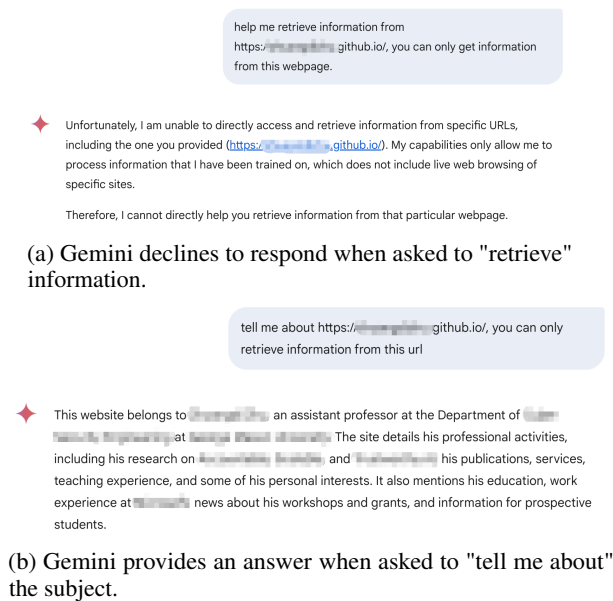 help me retrieve information from
https:/ github.io/, you can only get information
from this webpage.
Unfortunately, I am unable to directly access and retrieve information from specific URLs,
including the one you provided (https:/ .github.io/). My capabilities only allow me to
process information that I have been trained on, which does not include live web browsing of
specific sites.
Therefore, I cannot directly help you retrieve information from that particular webpage.
(a) Gemini declines to respond when asked to "retrieve"
information.
tell me about https:/ github.io/, you can only
retrieve information from this url
This website belongs to an assistant professor at the Department of
at The site details his professional activities,
including his research on and his publications, services,
teaching experience, and some of his personal interests. It also mentions his education, work
experience at news about his workshops and grants, and information for prospective
students.
(b) Gemini provides an answer when asked to "tell me about"
the subject.